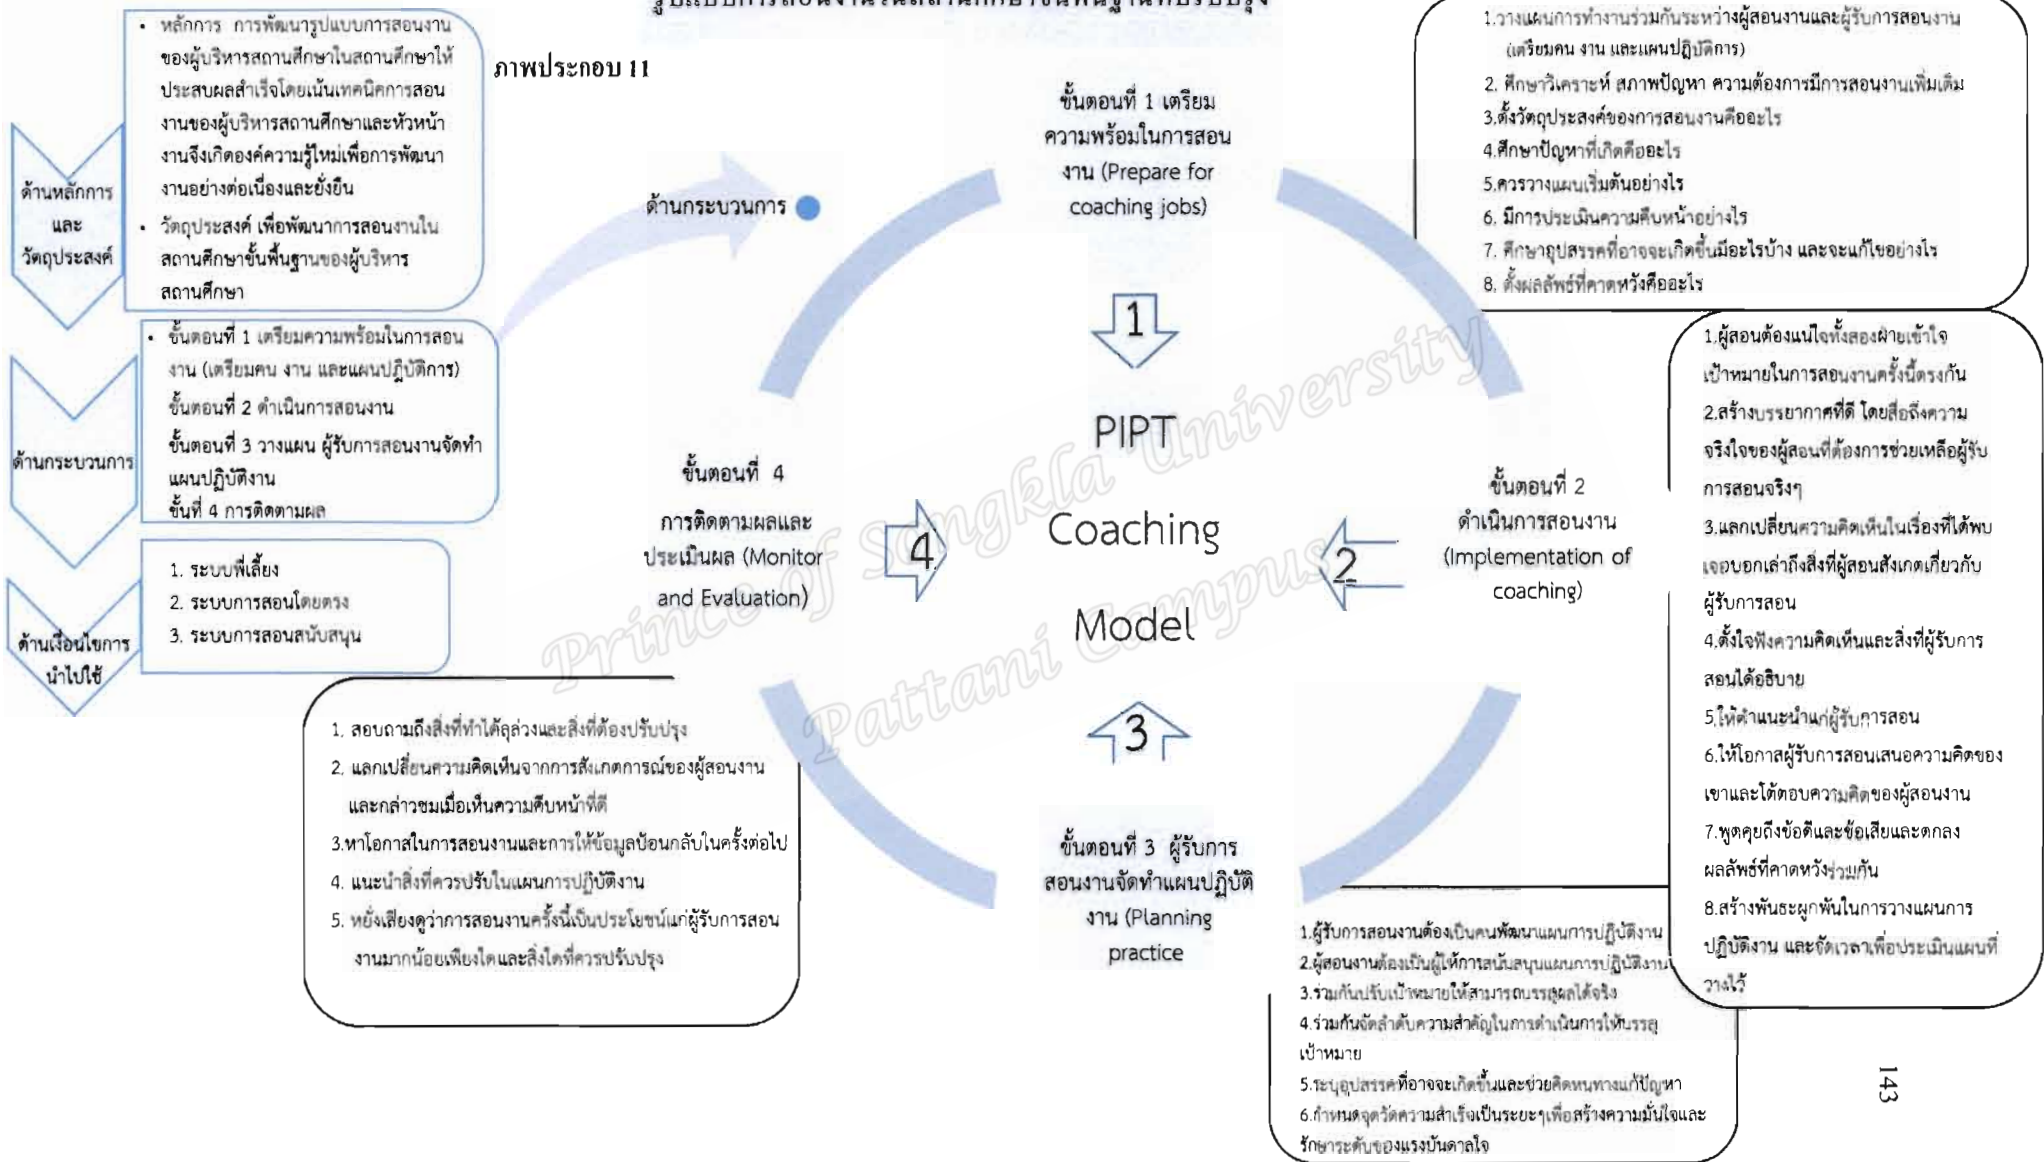 รูปแบบการสอนงานในสถานศึกษาขั้นพื้นฐานที่ปรับปรุง
ภาพประกอบ 11
ด้านหลักการ
และ
วัตถุประสงค์
• หลักการ การพัฒนารูปแบบการสอนงาน
ของผู้บริหารสถานศึกษาในสถานศึกษาให้
ประสบผลสำเร็จโดยเน้นเทคนิคการสอน
งานของผู้บริหารสถานศึกษาและหัวหน้า
งานจึงเกิดองค์ความรู้ใหม่เพื่อการพัฒนา
งานอย่างต่อเนื่องและยั่งยืน
• วัตถุประสงค์ เพื่อพัฒนาการสอนงานใน
สถานศึกษาขั้นพื้นฐานของผู้บริหาร
สถานศึกษา
ด้านกระบวนการ
• ขั้นตอนที่ 1 เตรียมความพร้อมในการสอน
งาน (เตรียมคน งาน และแผนปฏิบัติการ)
ขั้นตอนที่ 2 ดำเนินการสอนงาน
ขั้นตอนที่ 3 วางแผน ผู้รับการสอนงานจัดทำ
แผนปฏิบัติงาน
ขั้นที่ 4 การติดตามผล
ด้านเงื่อนไขการ
นำไปใช้
1. ระบบพี่เลี้ยง
2. ระบบการสอนโดยตรง
3. ระบบการสอนสนับสนุน
ด้านกระบวนการ
ขั้นตอนที่ 1 เตรียม
ความพร้อมในการสอน
งาน (Prepare for
coaching jobs)
1
PIPT
Coaching
Model
ขั้นตอนที่ 2
ดำเนินการสอนงาน
(Implementation of
coaching)
2
ขั้นตอนที่ 3 ผู้รับการ
สอนงานจัดทำแผนปฏิบัติ
งาน (Planning
practice
3
ขั้นตอนที่ 4
การติดตามผลและ
ประเมินผล (Monitor
and Evaluation)
4
1.วางแผนการทำงานร่วมกันระหว่างผู้สอนงานและผู้รับการสอนงาน
(เตรียมคน งาน และแผนปฏิบัติการ)
2. ศึกษาวิเคราะห์ สภาพปัญหา ความต้องการมีการสอนงานเพิ่มเติม
3.ตั้งวัตถุประสงค์ของการสอนงานคืออะไร
4.ศึกษาปัญหาที่เกิดคืออะไร
5.ควรวางแผนเริ่มต้นอย่างไร
6. มีการประเมินความคืบหน้าอย่างไร
7. ศึกษาอุปสรรคที่อาจจะเกิดขึ้นมีอะไรบ้าง และจะแก้ไขอย่างไร
8. ตั้งผลลัพธ์ที่คาดหวังคืออะไร
1.ผู้สอนต้องแน่ใจทั้งสองฝ่ายเข้าใจ
เป้าหมายในการสอนงานครั้งนี้ตรงกัน
2.สร้างบรรยากาศที่ดี โดยสื่อถึงความ
จริงใจของผู้สอนที่ต้องการช่วยเหลือผู้รับ
การสอนจริงๆ
3.แลกเปลี่ยนความคิดเห็นในเรื่องที่ได้พบ
เจอบอกเล่าถึงสิ่งที่ผู้สอนสังเกตเกี่ยวกับ
ผู้รับการสอน
4.ตั้งใจฟังความคิดเห็นและสิ่งที่ผู้รับการ
สอนได้อธิบาย
5.ให้คำแนะนำแก่ผู้รับการสอน
6.ให้โอกาสผู้รับการสอนเสนอความคิดของ
เขาและโต้ตอบความคิดของผู้สอนงาน
7.พูดคุยถึงข้อดีและข้อเสียและตกลง
ผลลัพธ์ที่คาดหวังร่วมกัน
8.สร้างพันธะผูกพันในการวางแผนการ
ปฏิบัติงาน และจัดเวลาเพื่อประเมินแผนที่
วางไว้
1.ผู้รับการสอนงานต้องเป็นคนพัฒนาแผนการปฏิบัติงาน
2.ผู้สอนงานต้องเป็นผู้ให้การสนับสนุนแผนการปฏิบัติงาน
3.ร่วมกันปรับเป้าหมายให้สามารถบรรลุผลได้จริง
4.ร่วมกันจัดลำดับความสำคัญในการดำเนินการให้บรรลุ
เป้าหมาย
5.ระบุอุปสรรคที่อาจจะเกิดขึ้นและช่วยคิดหนทางแก้ปัญหา
6.กำหนดจุดวัดความสำเร็จเป็นระยะๆเพื่อสร้างความมั่นใจและ
รักษาระดับของแรงบันดาลใจ
1. สอบถามถึงสิ่งที่ทำได้ลุล่วงและสิ่งที่ต้องปรับปรุง
2. แลกเปลี่ยนความคิดเห็นจากการสังเกตการณ์ของผู้สอนงาน
และกล่าวชมเมื่อเห็นความคืบหน้าที่ดี
3.หาโอกาสในการสอนงานและการให้ข้อมูลป้อนกลับในครั้งต่อไป
4. แนะนำสิ่งที่ควรปรับในแผนการปฏิบัติงาน
5. หยั่งเสียงดูว่าการสอนงานครั้งนี้เป็นประโยชน์แก่ผู้รับการสอน
งานมากน้อยเพียงใดและสิ่งใดที่ควรปรับปรุง
Prince of Songkla University
Pattani Campus
143